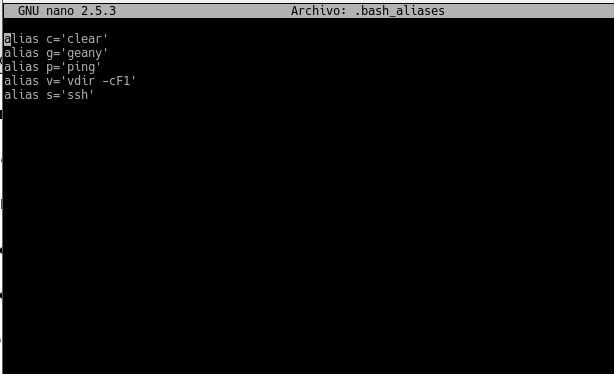 GNU nano 2.5.3 Archivo: .bash_aliases
alias c='clear'
alias g='geany'
alias p='ping'
alias v='vdir -cF1'
alias s='ssh'